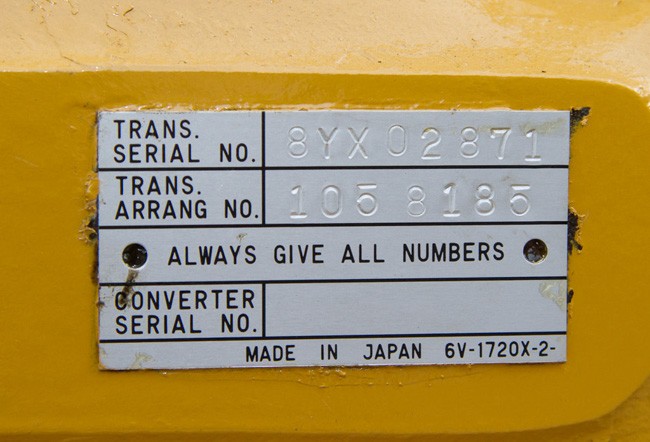 TRANS.
SERIAL NO. 8YX02871
TRANS.
ARRANG NO. 105 8185
ALWAYS GIVE ALL NUMBERS
CONVERTER
SERIAL NO.
MADE IN JAPAN 6V-1720X-2-